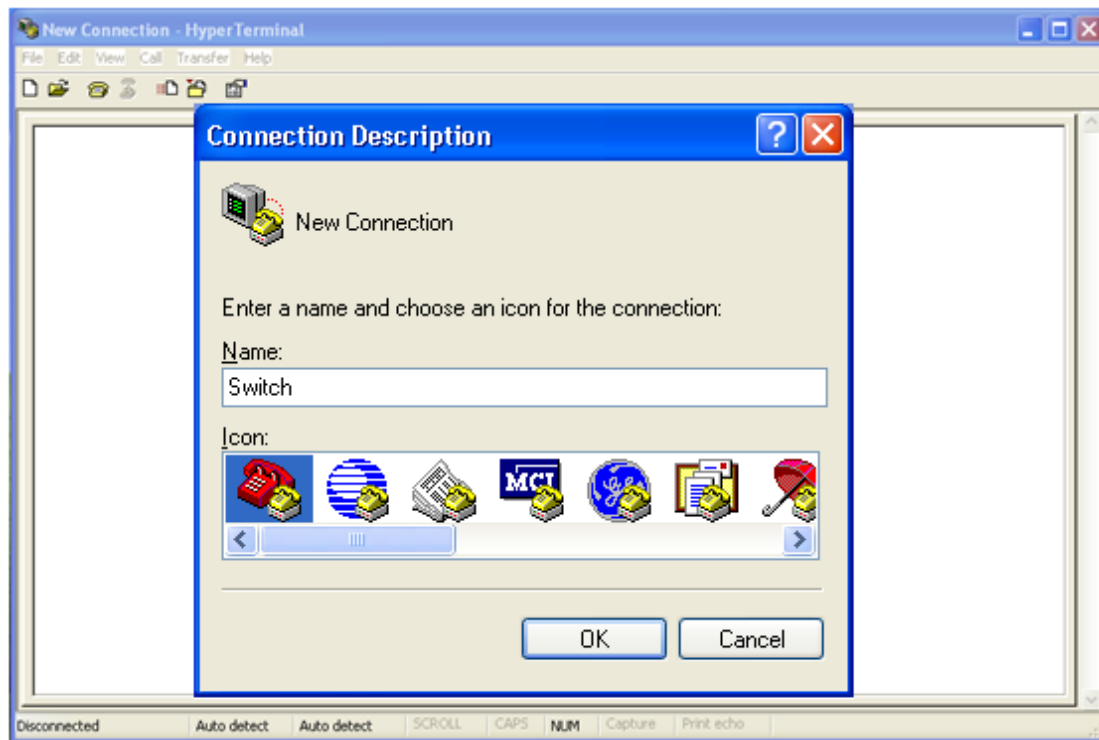 New Connection - HyperTerminal
File Edit View Call Transfer Help
Connection Description
New Connection
Enter a name and choose an icon for the connection:
Name:
Switch
Icon:
MCI
OK Cancel
Disconnected Auto detect Auto detect SCROLL CAPS NUM Capture Print echo